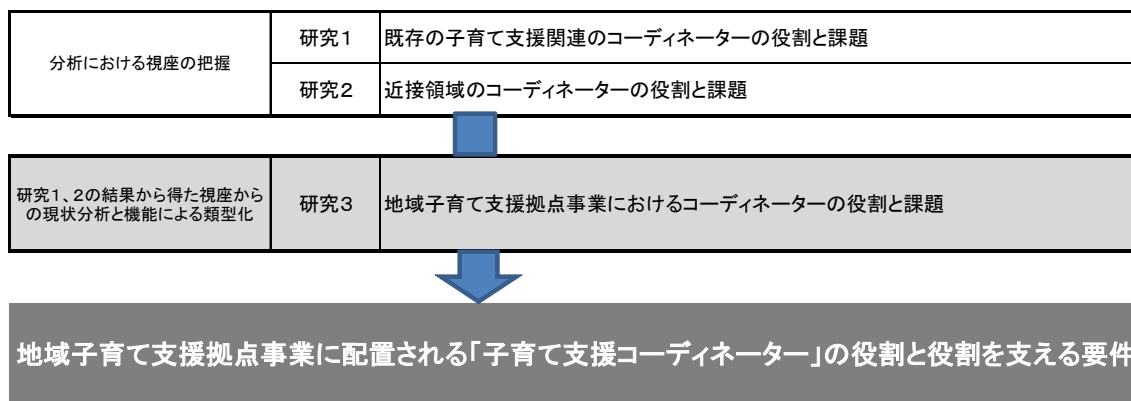 分析における視座の把握
研究1
既存の子育て支援関連のコーディネーターの役割と課題
研究2
近接領域のコーディネーターの役割と課題
研究1、2の結果から得た視座から
の現状分析と機能による類型化
研究3
地域子育て支援拠点事業におけるコーディネーターの役割と課題
地域子育て支援拠点事業に配置される「子育て支援コーディネーター」の役割と役割を支える要件